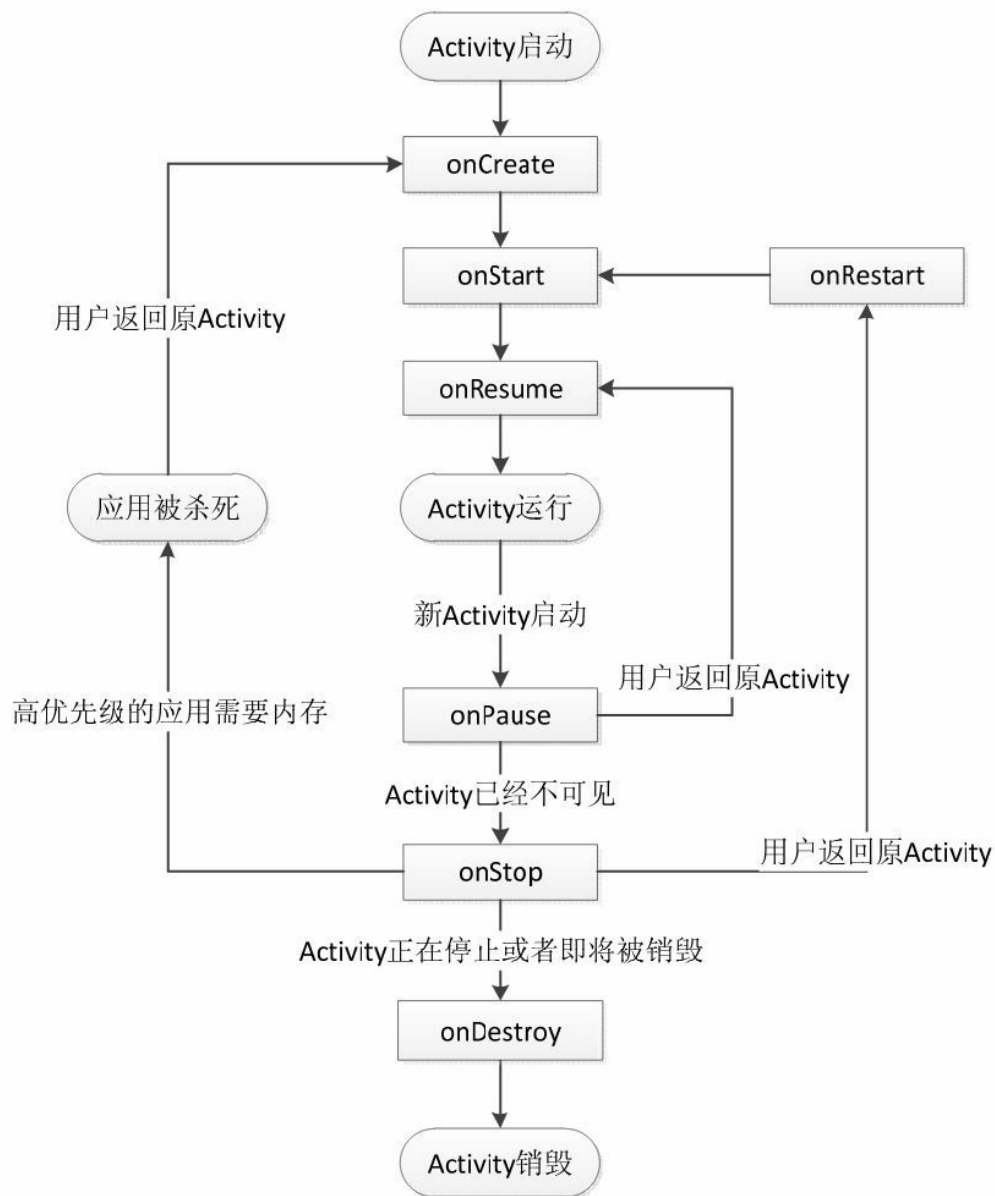 Activity启动
onCreate
onStart
onRestart
用户返回原Activity
onResume
应用被杀死
Activity运行
新Activity启动
用户返回原Activity
高优先级的应用需要内存
onPause
Activity已经不可见
用户返回原Activity
onStop
Activity正在停止或者即将被销毁
onDestroy
Activity销毁